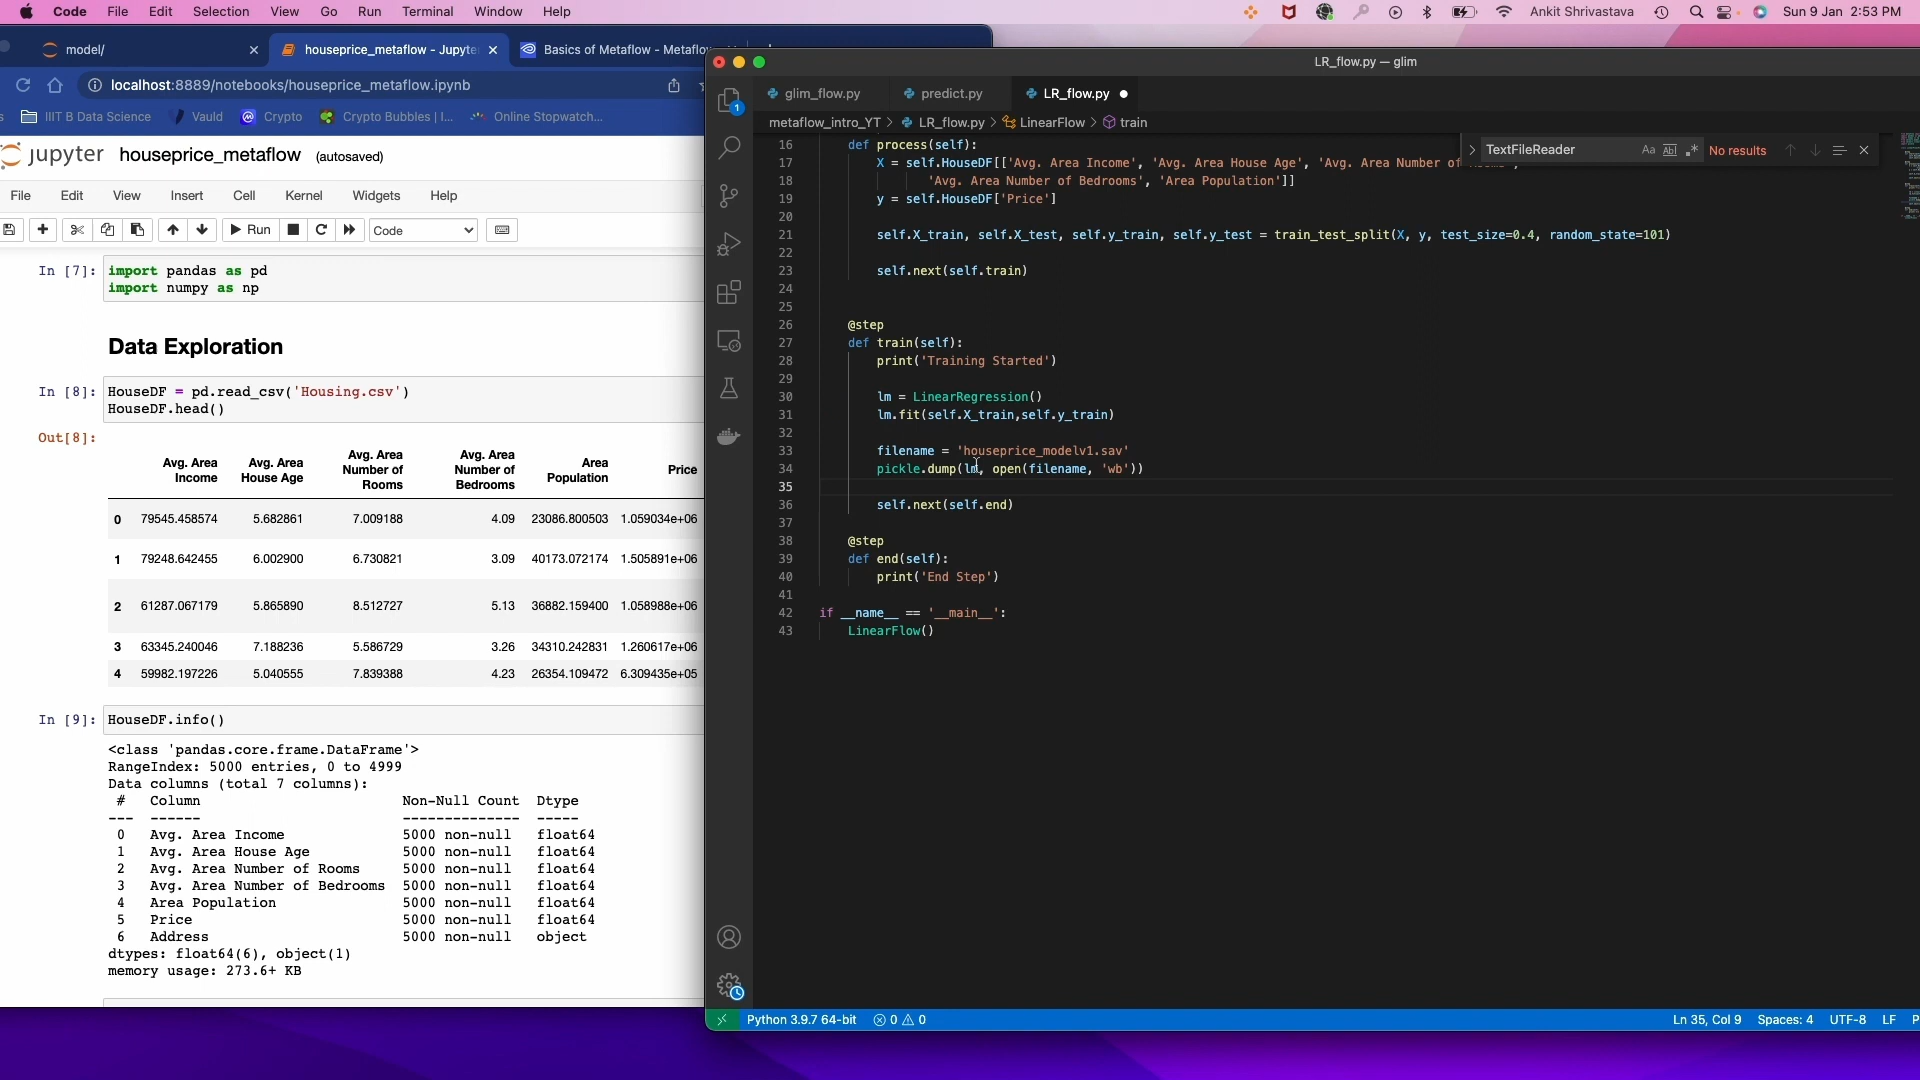 Code File Edit Selection View Go Run Terminal Window Help Ankit Shrivastava Sun 9 Jan 2:53 PM
model/ houseprice_metaflow - Jupyte Basics of Metaflow - Metaflow
localhost:8889/notebooks/houseprice_metaflow.ipynb
s IIIT B Data Science Vauld Crypto Crypto Bubbles | I... Online Stopwatch...
jupyter houseprice_metaflow (autosaved)
File Edit View Insert Cell Kernel Widgets Help
Run Code
In [7]: import pandas as pd
import numpy as np
Data Exploration
In [8]: HouseDF = pd.read_csv('Housing.csv')
HouseDF.head()
Out[8]:
Avg. Area Income Avg. Area House Age Avg. Area Number of Rooms Avg. Area Number of Bedrooms Area Population Price
0 79545.458574 5.682861 7.009188 4.09 23086.800503 1.059034e+06
1 79248.642455 6.002900 6.730821 3.09 40173.072174 1.505891e+06
2 61287.067179 5.865890 8.512727 5.13 36882.159400 1.058988e+06
3 63345.240046 7.188236 5.586729 3.26 34310.242831 1.260617e+06
4 59982.197226 5.040555 7.839388 4.23 26354.109472 6.309435e+05
In [9]: HouseDF.info()
<class 'pandas.core.frame.DataFrame'>
RangeIndex: 5000 entries, 0 to 4999
Data columns (total 7 columns):
# Column Non-Null Count Dtype
--- ------ -------------- -----
0 Avg. Area Income 5000 non-null float64
1 Avg. Area House Age 5000 non-null float64
2 Avg. Area Number of Rooms 5000 non-null float64
3 Avg. Area Number of Bedrooms 5000 non-null float64
4 Area Population 5000 non-null float64
5 Price 5000 non-null float64
6 Address 5000 non-null object
dtypes: float64(6), object(1)
memory usage: 273.6+ KB
LR_flow.py — glim
1 glim_flow.py predict.py LR_flow.py
metaflow_intro_YT > LR_flow.py > LinearFlow > train
TextFileReader Aa Abl .* No results
16 def process(self):
17 X = self.HouseDF[['Avg. Area Income', 'Avg. Area House Age', 'Avg. Area Number of
18 'Avg. Area Number of Bedrooms', 'Area Population']]
19 y = self.HouseDF['Price']
20
21 self.X_train, self.X_test, self.y_train, self.y_test = train_test_split(X, y, test_size=0.4, random_state=101)
22
23 self.next(self.train)
24
25
26 @step
27 def train(self):
28 print('Training Started')
29
30 lm = LinearRegression()
31 lm.fit(self.X_train,self.y_train)
32
33 filename = 'houseprice_modelv1.sav'
34 pickle.dump(lm, open(filename, 'wb'))
35
36 self.next(self.end)
37
38 @step
39 def end(self):
40 print('End Step')
41
42 if __name__ == '__main__':
43 LinearFlow()
Python 3.9.7 64-bit 0 0 Ln 35, Col 9 Spaces: 4 UTF-8 LF P